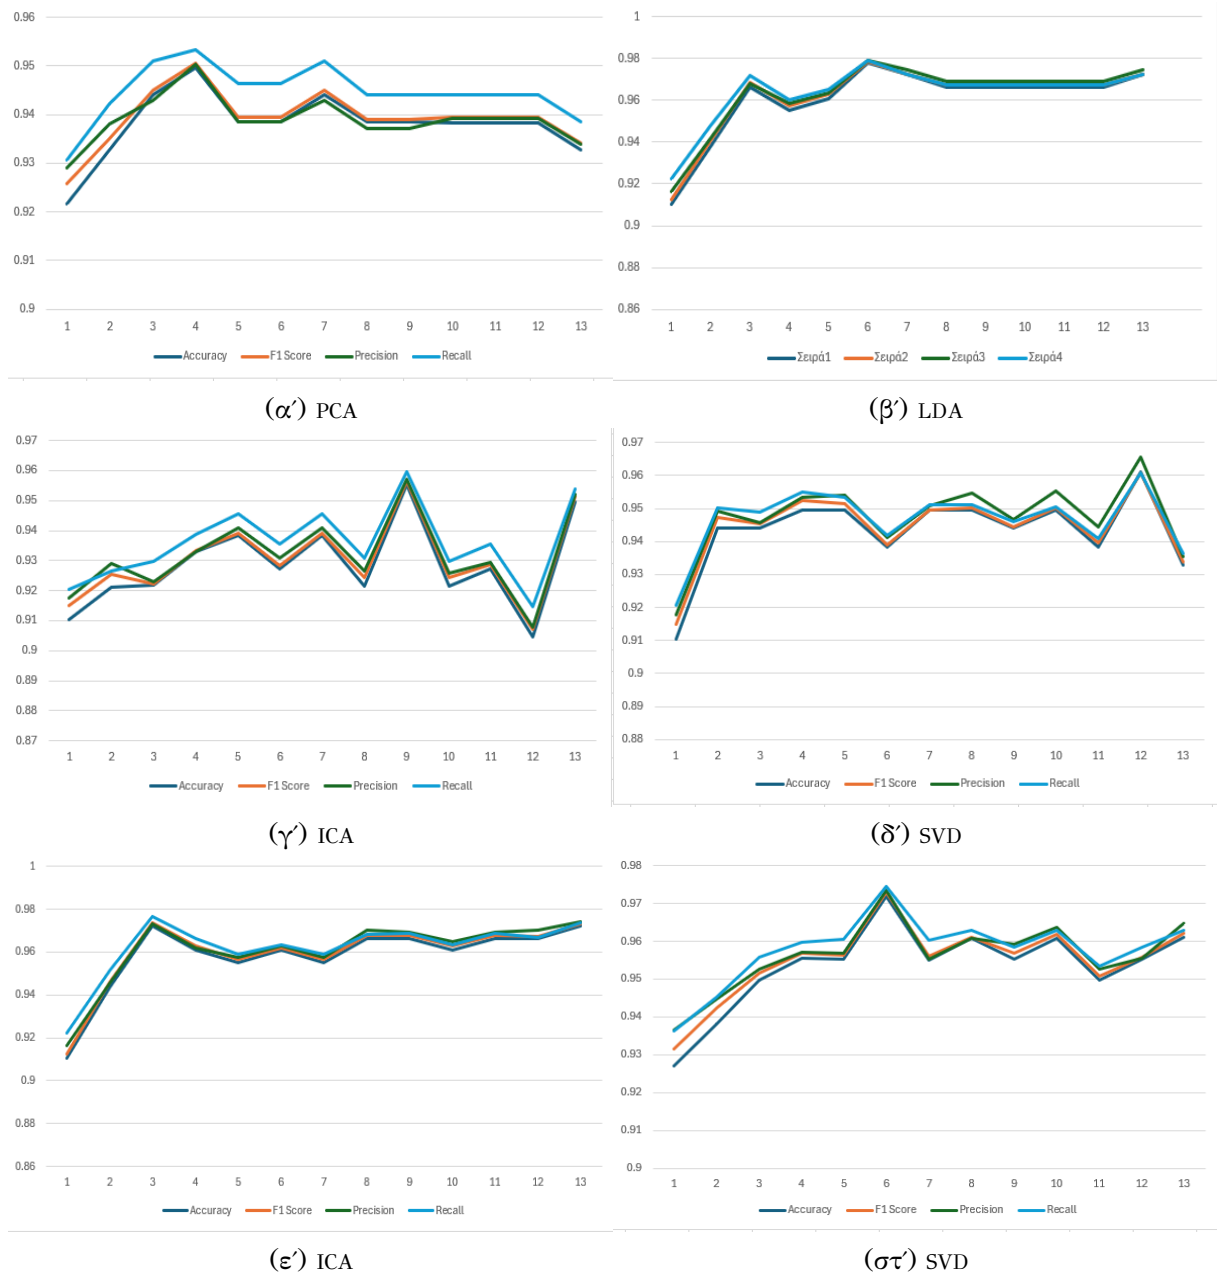 0.96
0.95
0.94
0.93
0.92
0.91
0.9
1 2 3 4 5 6 7 8 9 10 11 12 13
Accuracy F1 Score Precision Recall
(α΄) PCA
1
0.98
0.96
0.94
0.92
0.9
0.88
0.86
1 2 3 4 5 6 7 8 9 10 11 12 13
Σειρά1 Σειρά2 Σειρά3 Σειρά4
(β΄) LDA
0.97
0.96
0.95
0.94
0.93
0.92
0.91
0.9
0.89
0.88
0.87
1 2 3 4 5 6 7 8 9 10 11 12 13
Accuracy F1 Score Precision Recall
(γ΄) ICA
0.97
0.96
0.95
0.94
0.93
0.92
0.91
0.9
0.89
0.88
1 2 3 4 5 6 7 8 9 10 11 12 13
Accuracy F1 Score Precision Recall
(δ΄) SVD
1
0.98
0.96
0.94
0.92
0.9
0.88
0.86
1 2 3 4 5 6 7 8 9 10 11 12 13
Accuracy F1 Score Precision Recall
(ε΄) ICA
0.98
0.97
0.96
0.95
0.94
0.93
0.92
0.91
0.9
1 2 3 4 5 6 7 8 9 10 11 12 13
Accuracy F1 Score Precision Recall
(στ΄) SVD